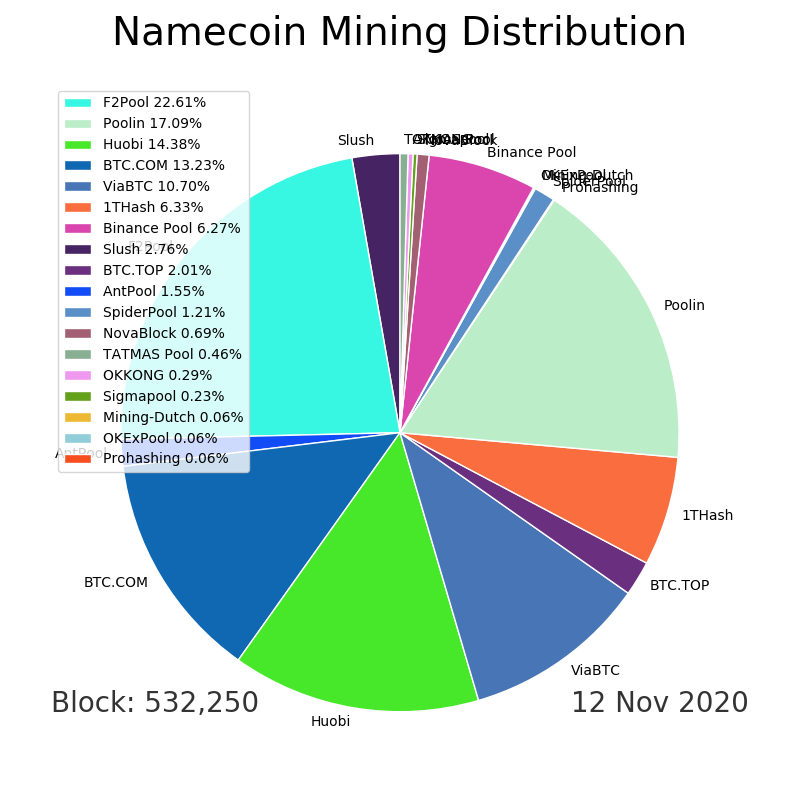 Namecoin Mining Distribution
F2Pool 22.61%
Poolin 17.09%
Huobi 14.38%
BTC.COM 13.23%
ViaBTC 10.70%
1THash 6.33%
Binance Pool 6.27%
Slush 2.76%
BTC.TOP 2.01%
AntPool 1.55%
SpiderPool 1.21%
NovaBlock 0.69%
TATMAS Pool 0.46%
OKKONG 0.29%
Sigmapool 0.23%
Mining-Dutch 0.06%
OKExPool 0.06%
Prohashing 0.06%
Slush
Binance Pool
SpiderPool
Prohashing
F2Pool
Poolin
AntPool
1THash
BTC.COM
BTC.TOP
ViaBTC
Huobi
Block: 532,250
12 Nov 2020